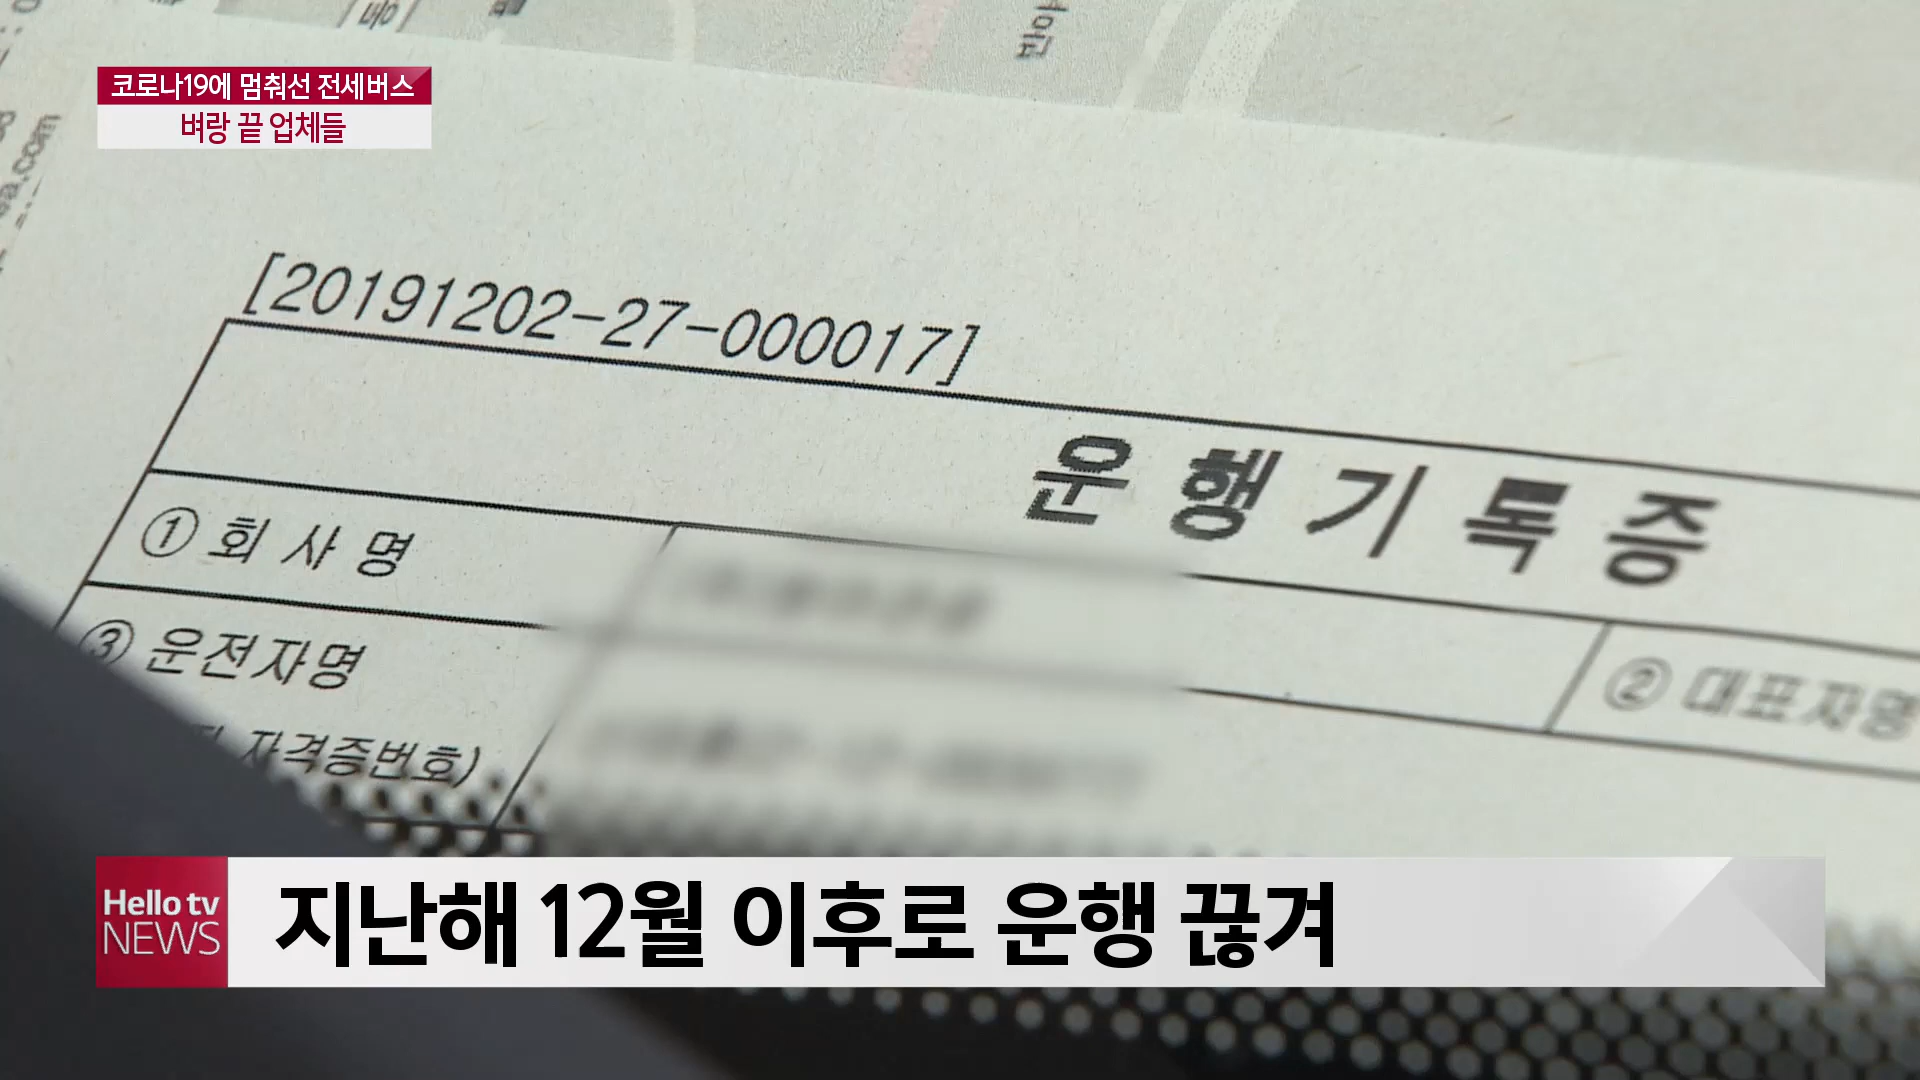 코로나19에 멈춰선 전세버스
벼랑 끝 업체들
반야
[20191202-27-000017]
운행기록증
① 회사명
② 대표자명
③ 운전자명
자격증번호)
Hello tv
NEWS
지난해 12월 이후로 운행 끊겨